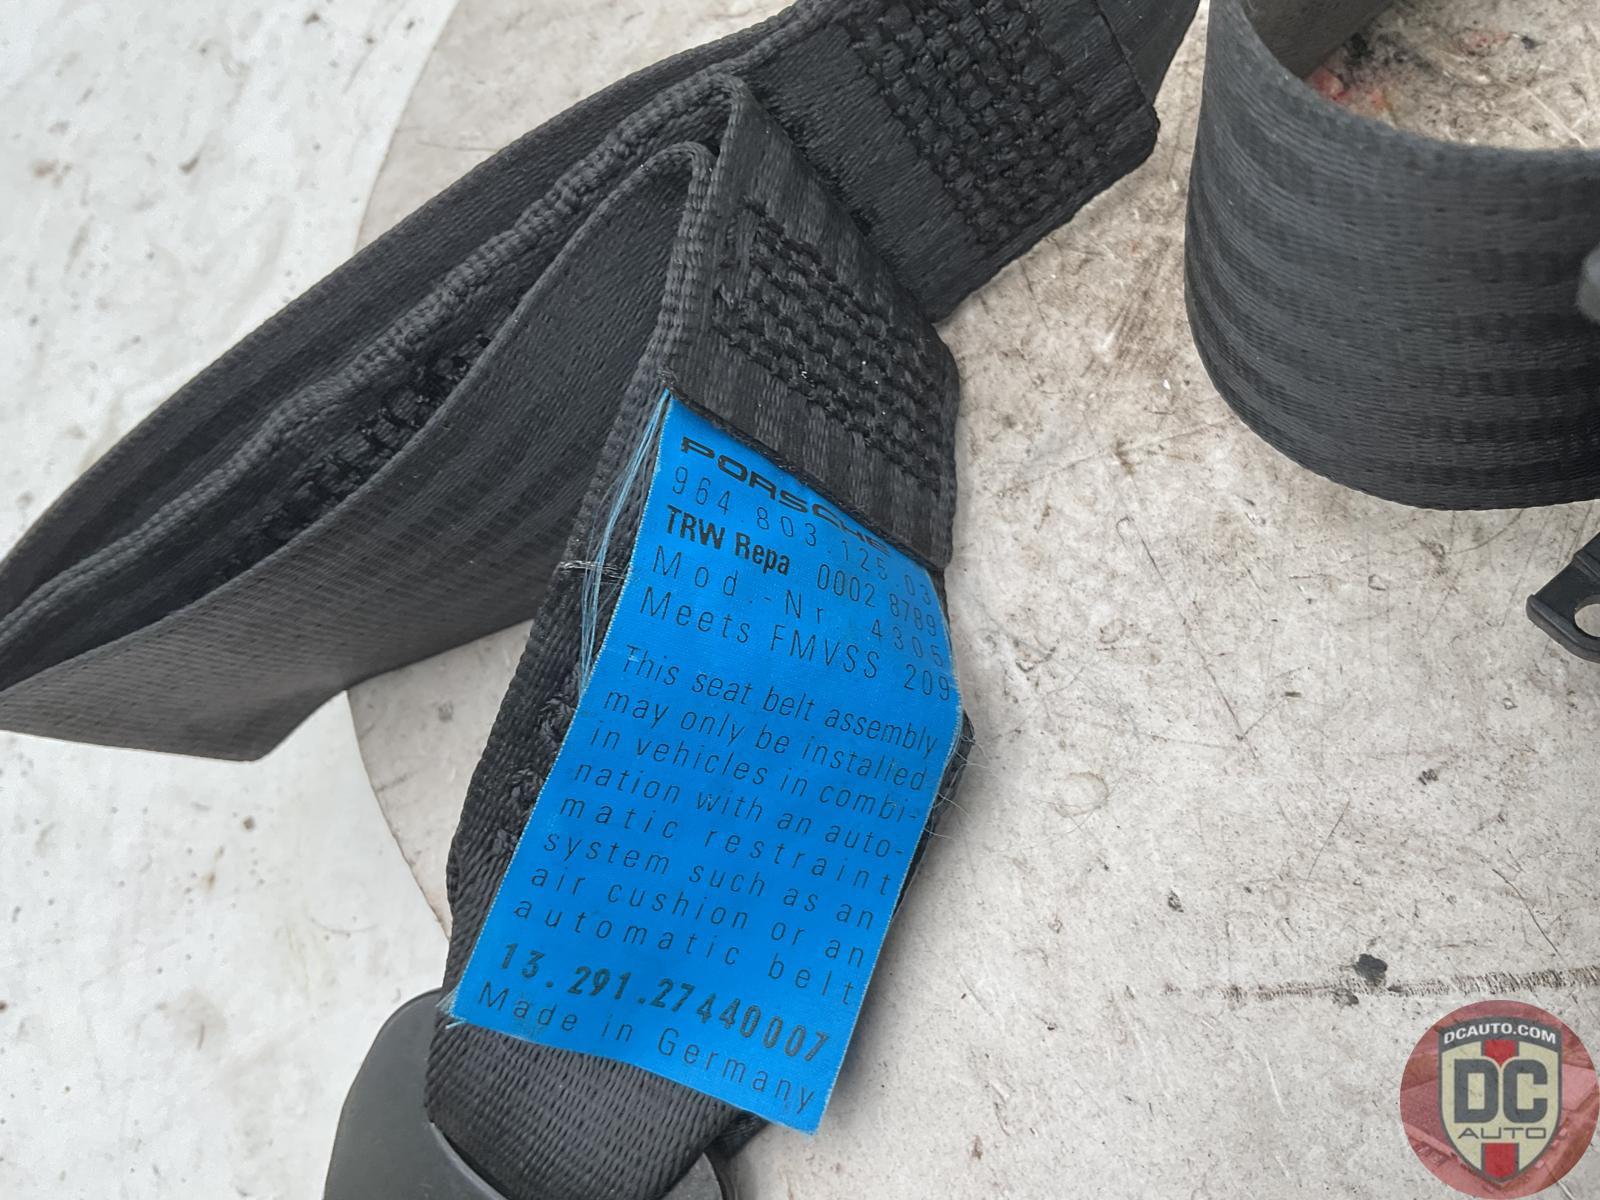 PORSCHE
964.803.125.03
TRW Repa 0002 8789
Mod.-Nr. 4305
Meets FMVSS 209
This seat belt assembly
may only be installed
in vehicles in combi-
nation with an auto-
matic restraint
system such as an
air cushion or an
automatic belt
13.291.27440007
Made in Germany
DCAUTO.COM
DC
AUTO